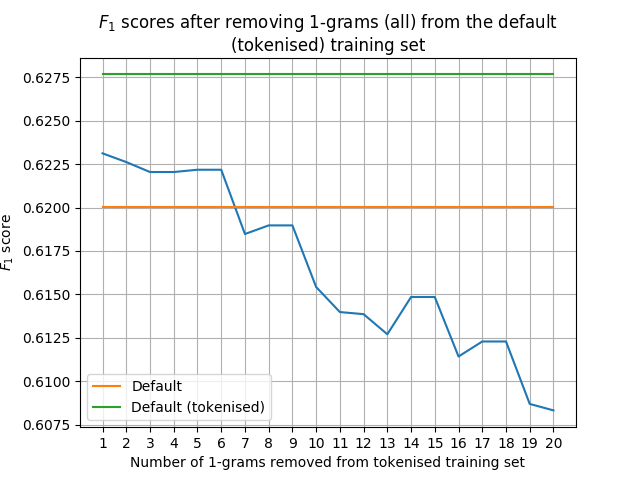 F₁ scores after removing 1-grams (all) from the default
(tokenised) training set
F₁ score
0.6275
0.6250
0.6225
0.6200
0.6175
0.6150
0.6125
0.6100
0.6075
Default
Default (tokenised)
1 2 3 4 5 6 7 8 9 10 11 12 13 14 15 16 17 18 19 20
Number of 1-grams removed from tokenised training set